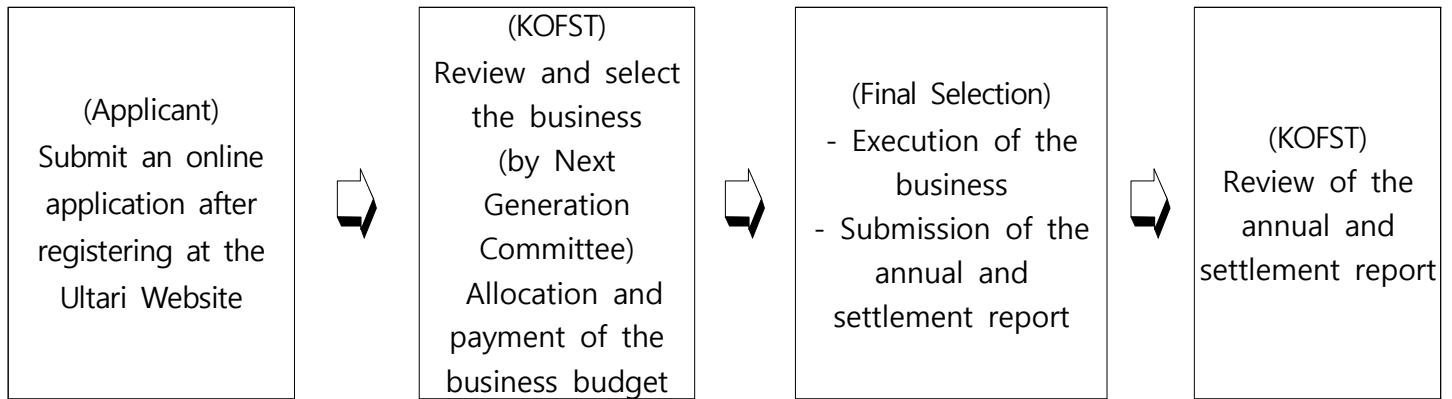 (Applicant)
Submit an online
application after
registering at the
Ultari Website
(KOFST)
Review and select
the business
(by Next
Generation
Committee)
Allocation and
payment of the
business budget
(Final Selection)
- Execution of the
business
- Submission of the
annual and
settlement report
(KOFST)
Review of the
annual and
settlement report